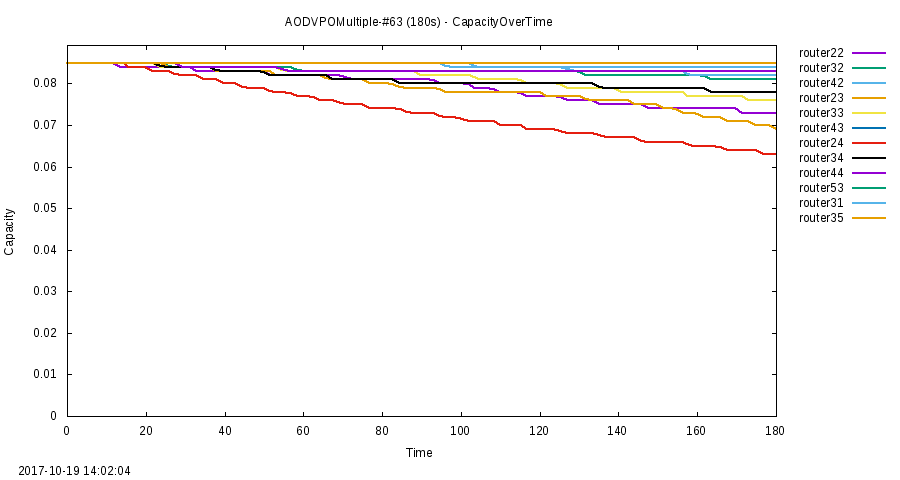 AODVPOMultiple-#63 (180s) - CapacityOverTime
router22
router32
router42
router23
router33
router43
router24
router34
router44
router53
router31
router35
Capacity
0.08
0.07
0.06
0.05
0.04
0.03
0.02
0.01
0
0 20 40 60 80 100 120 140 160 180
Time
2017-10-19 14:02:04